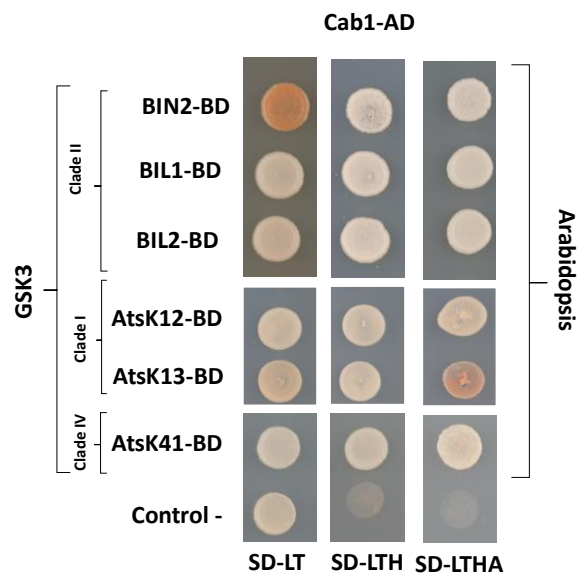 Cab1-AD
GSK3
Clade II
BIN2-BD
BIL1-BD
BIL2-BD
Clade I
AtsK12-BD
AtsK13-BD
Clade IV
AtsK41-BD
Control -
Arabidopsis
SD-LT SD-LTH SD-LTHA